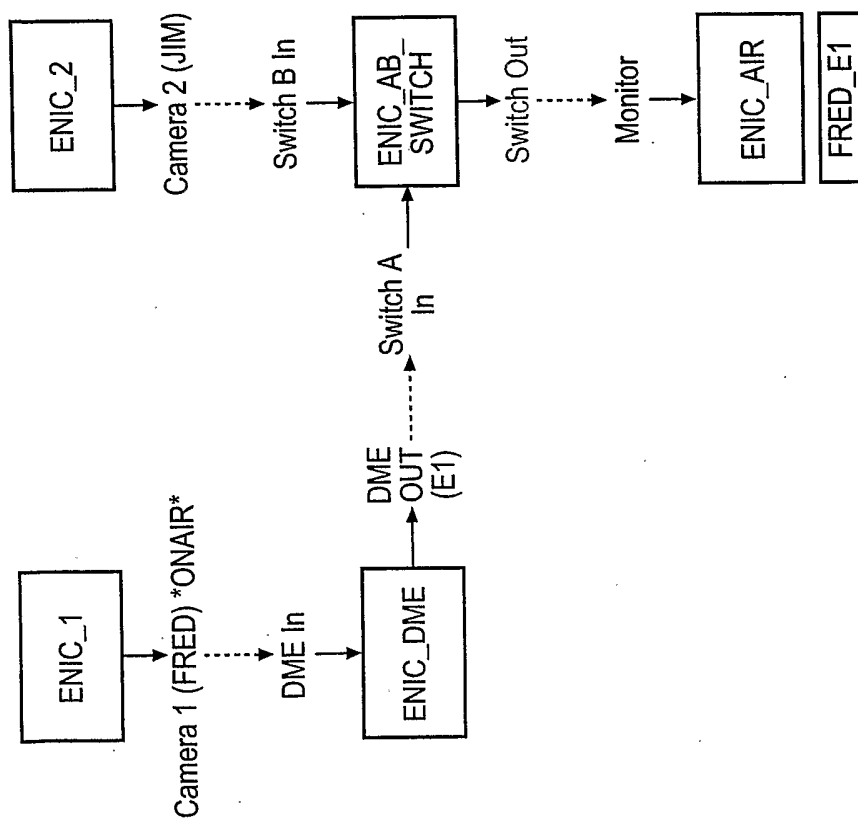 ENIC_1
Camera 1 (FRED) *ONAIR*
DME In
ENIC_DME
DME
OUT
(E1)
Switch A
In
ENIC_2
Camera 2 (JIM)
Switch B In
ENIC_AB_
SWITCH
Switch Out
Monitor
ENIC_AIR
FRED_E1